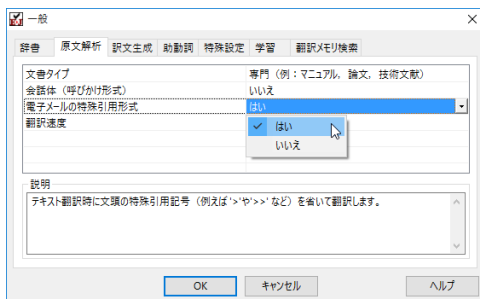 一般
辞書 原文解析 訳文生成 助動詞 特殊設定 学習 翻訳メモリ検索
文書タイプ 専門（例：マニュアル，論文，技術文献）
会話体（呼びかけ形式） いいえ
電子メールの特殊引用形式 はい
翻訳速度
はい
いいえ
説明
テキスト翻訳時に文頭の特殊引用記号（例えば'>'や'>>'など）を省いて翻訳します。
OK キャンセル ヘルプ